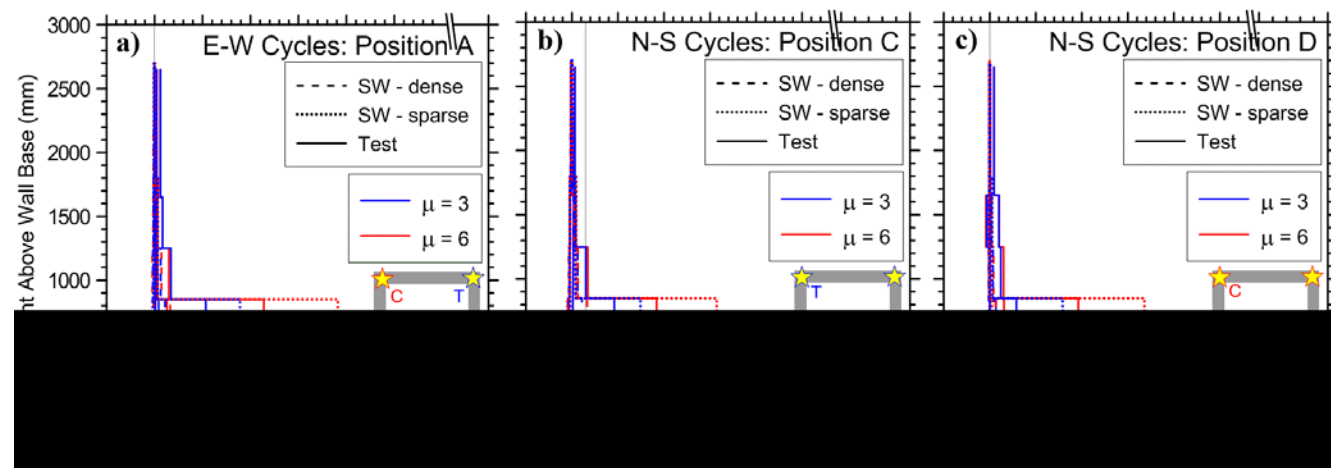 3000
2500
2000
1500
1000
Above Wall Base (mm)
a)
E-W Cycles: Position A
SW - dense
SW - sparse
Test
μ = 3
μ = 6
C
T
b)
N-S Cycles: Position C
SW - dense
SW - sparse
Test
μ = 3
μ = 6
T
c)
N-S Cycles: Position D
SW - dense
SW - sparse
Test
μ = 3
μ = 6
C